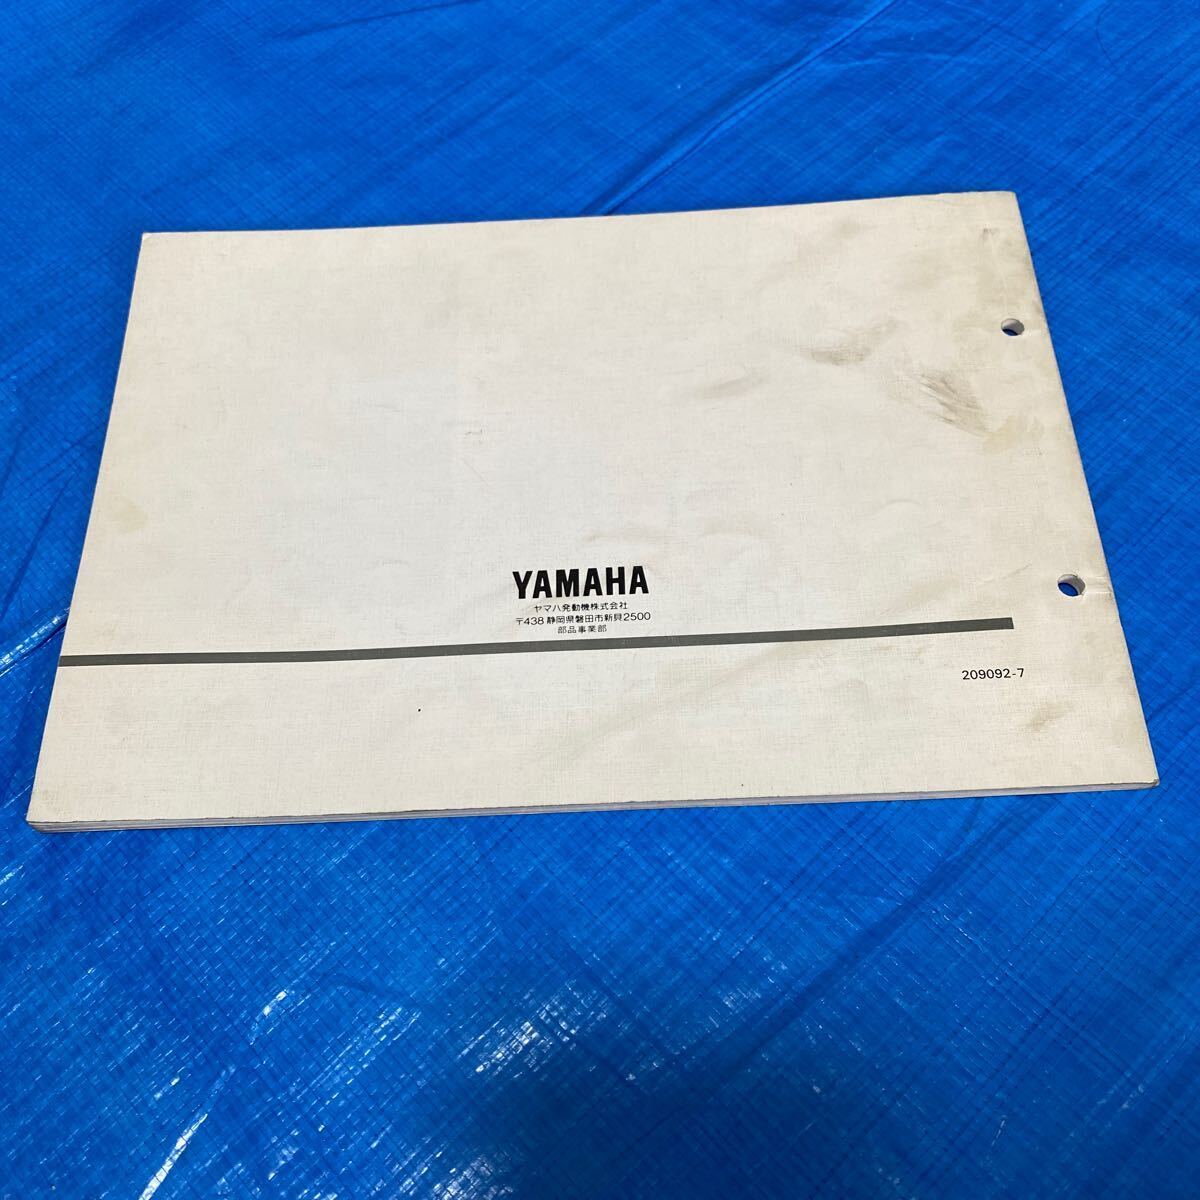 YAMAHA
ヤマハ発動機株式会社
〒438 静岡県磐田市新貝2500
部品事業部
209092-7